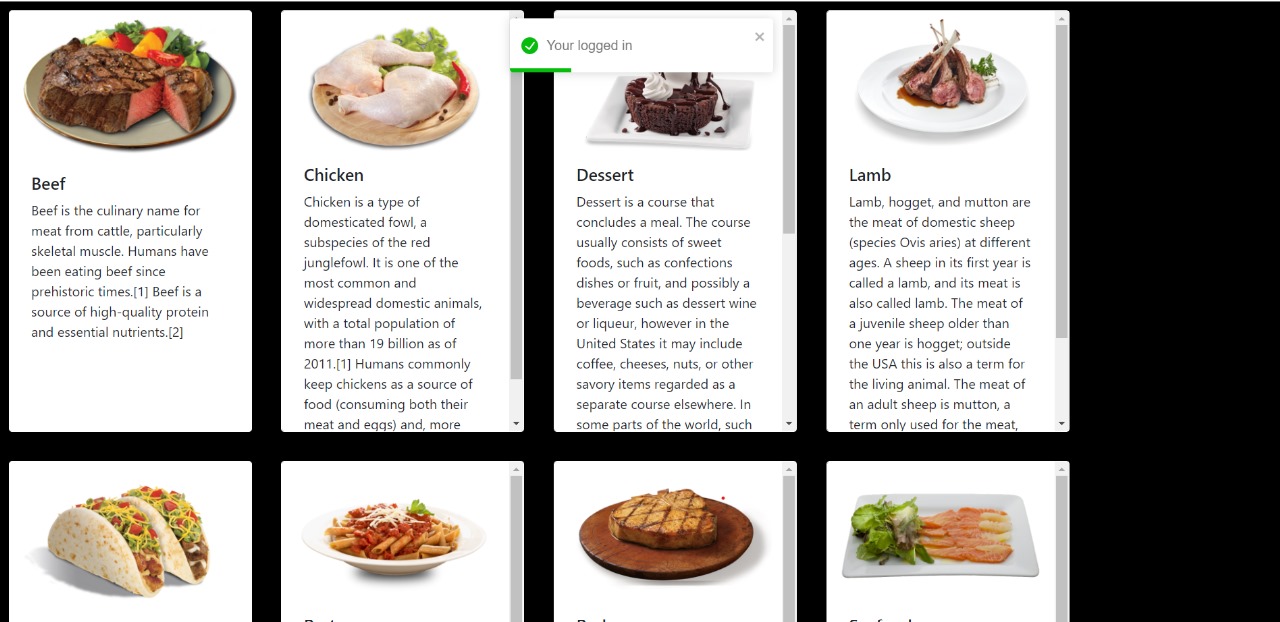 Your logged in
Beef
Beef is the culinary name for
meat from cattle, particularly
skeletal muscle. Humans have
been eating beef since
prehistoric times.[1] Beef is a
source of high-quality protein
and essential nutrients.[2]
Chicken
Chicken is a type of
domesticated fowl, a
subspecies of the red
junglefowl. It is one of the
most common and
widespread domestic animals,
with a total population of
more than 19 billion as of
2011.[1] Humans commonly
keep chickens as a source of
food (consuming both their
meat and eggs) and, more
Dessert
Dessert is a course that
concludes a meal. The course
usually consists of sweet
foods, such as confections
dishes or fruit, and possibly a
beverage such as dessert wine
or liqueur, however in the
United States it may include
coffee, cheeses, nuts, or other
savory items regarded as a
separate course elsewhere. In
some parts of the world, such
Lamb
Lamb, hogget, and mutton are
the meat of domestic sheep
(species Ovis aries) at different
ages. A sheep in its first year is
called a lamb, and its meat is
also called lamb. The meat of
a juvenile sheep older than
one year is hogget; outside
the USA this is also a term for
the living animal. The meat of
an adult sheep is mutton, a
term only used for the meat,